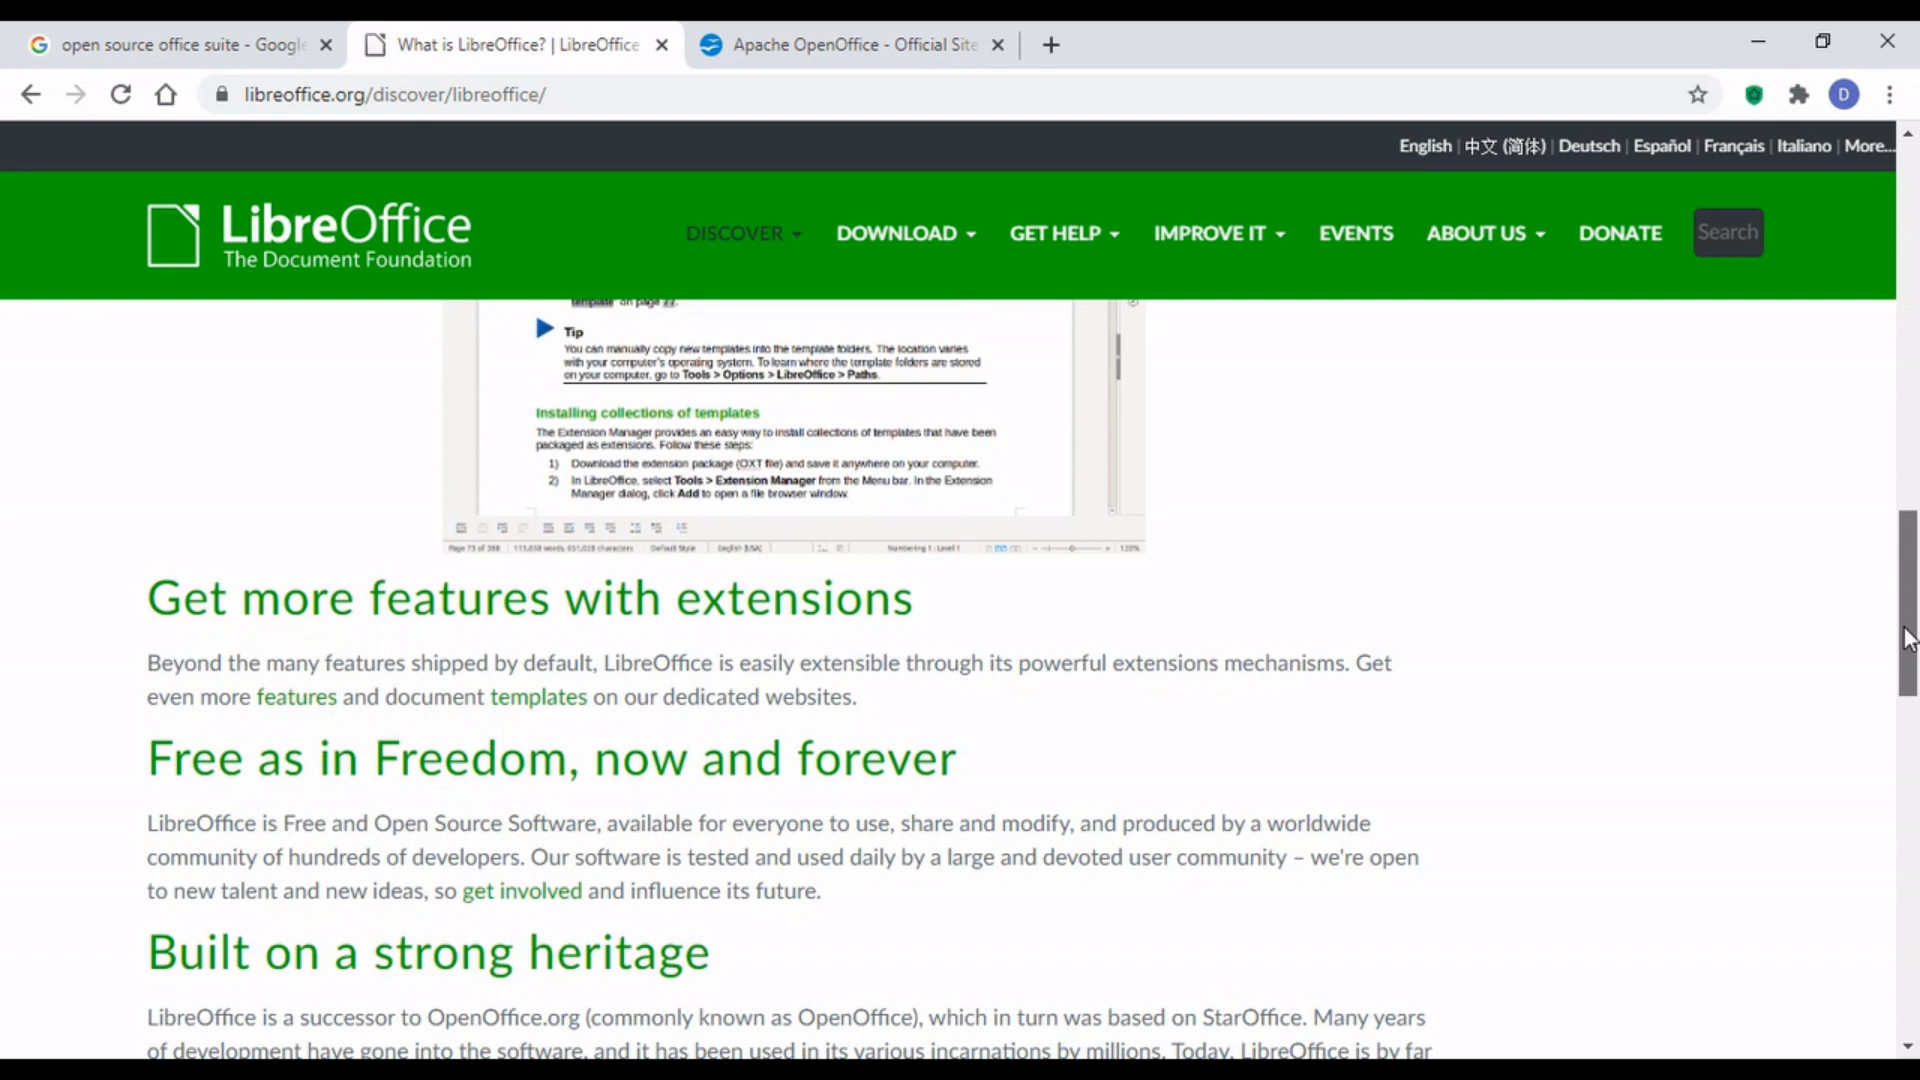 open source office suite - Google
What is LibreOffice? | LibreOffice
Apache OpenOffice - Official Site
libreoffice.org/discover/libreoffice/
D
English | 中文 (简体) | Deutsch | Español | Français | Italiano | More...
LibreOffice
The Document Foundation
DISCOVER
DOWNLOAD
GET HELP
IMPROVE IT
EVENTS
ABOUT US
DONATE
Search
template on page 22.
Tip
You can manually copy new templates into the template folders. The location varies
with your computer's operating system. To learn where the template folders are stored
on your computer, go to Tools > Options > LibreOffice > Paths.
Installing collections of templates
The Extension Manager provides an easy way to install collections of templates that have been
packaged as extensions. Follow these steps:
1) Download the extension package (OXT file) and save it anywhere on your computer.
2) In LibreOffice, select Tools > Extension Manager from the Menu bar. In the Extension
Manager dialog, click Add to open a file browser window.
Default Style
English (USA)
Numbering 1 : Level 1
120%
Get more features with extensions
Beyond the many features shipped by default, LibreOffice is easily extensible through its powerful extensions mechanisms. Get
even more features and document templates on our dedicated websites.
Free as in Freedom, now and forever
LibreOffice is Free and Open Source Software, available for everyone to use, share and modify, and produced by a worldwide
community of hundreds of developers. Our software is tested and used daily by a large and devoted user community – we're open
to new talent and new ideas, so get involved and influence its future.
Built on a strong heritage
LibreOffice is a successor to OpenOffice.org (commonly known as OpenOffice), which in turn was based on StarOffice. Many years
of development have gone into the software, and it has been used in its various incarnations by millions. Today, LibreOffice is by far